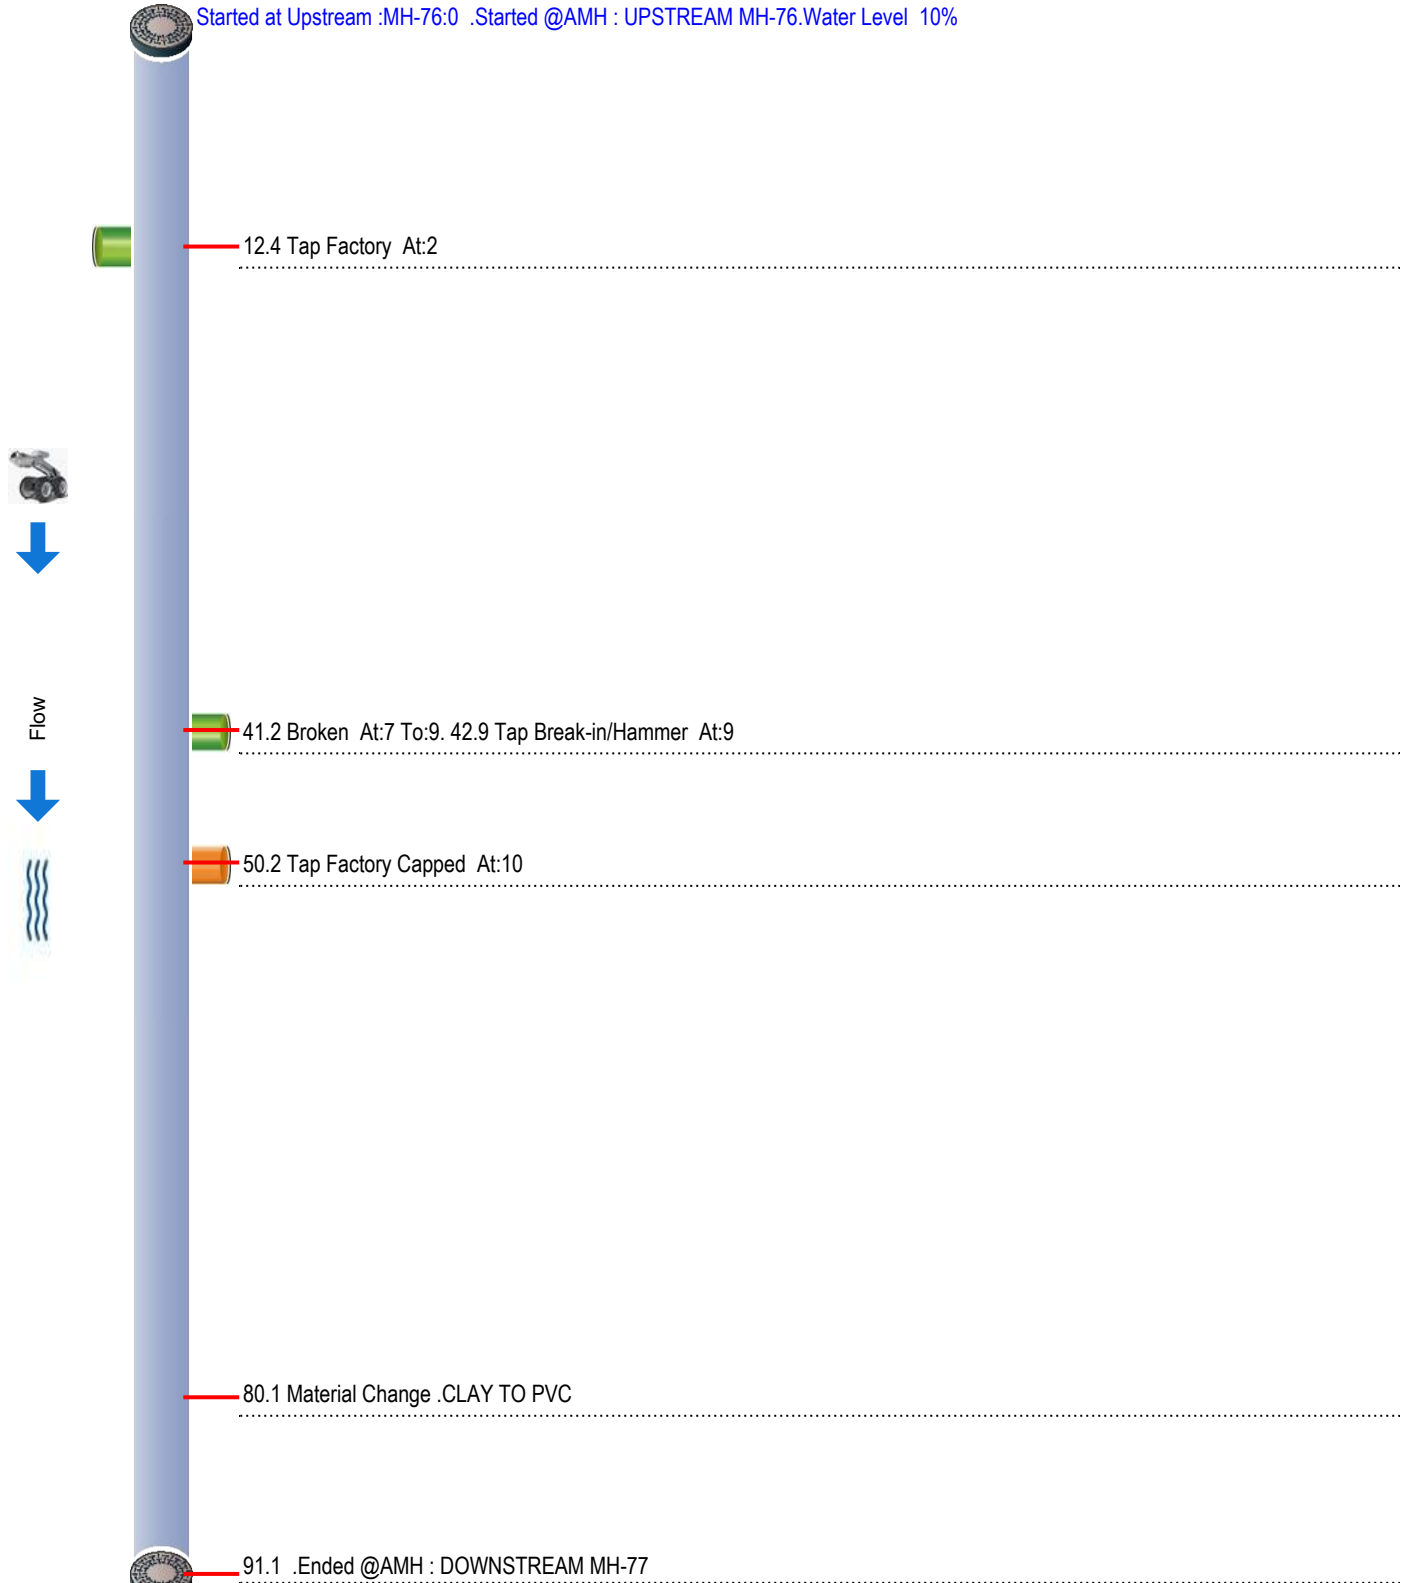 Started at Upstream :MH-76:0 .Started @AMH : UPSTREAM MH-76.Water Level 10%
12.4 Tap Factory At:2
Flow
41.2 Broken At:7 To:9. 42.9 Tap Break-in/Hammer At:9
50.2 Tap Factory Capped At:10
80.1 Material Change .CLAY TO PVC
91.1 .Ended @AMH : DOWNSTREAM MH-77